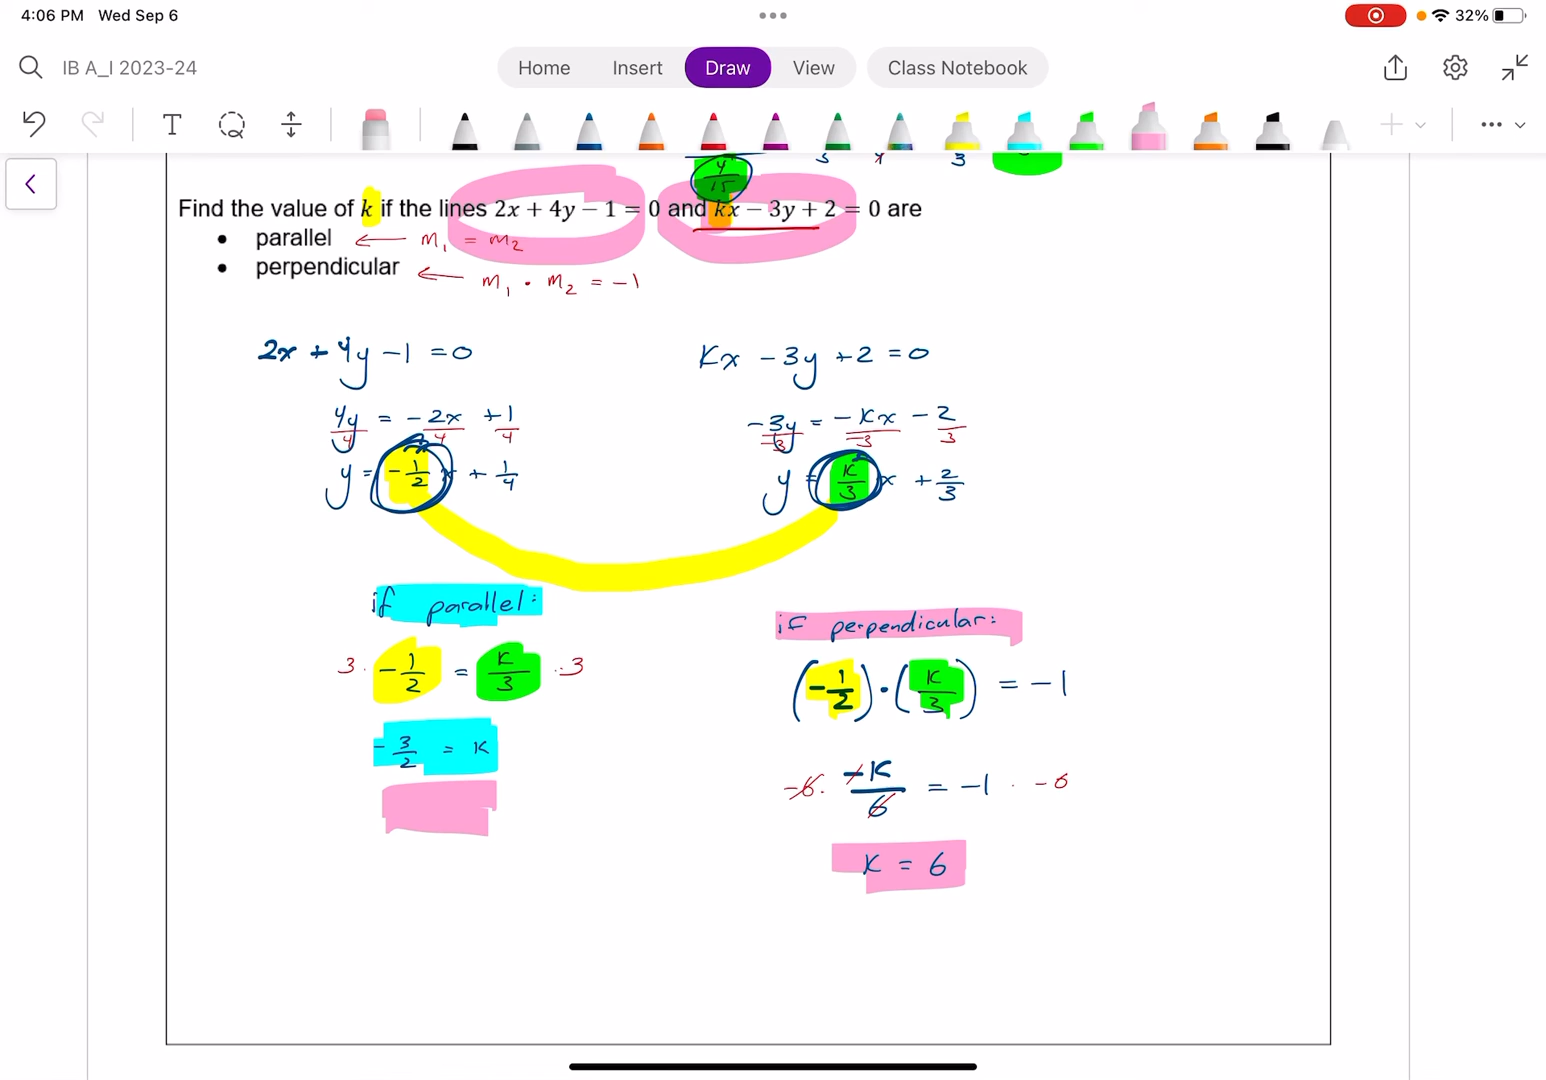 4:06 PM Wed Sep 6
32%
IB A_I 2023-24
Home Insert Draw View Class Notebook
y/15 3 3
Find the value of k if the lines 2x + 4y − 1 = 0 and kx − 3y + 2 = 0 are
• parallel ← m₁ = m₂
• perpendicular ← m₁ · m₂ = −1
2x + 4y − 1 = 0
Kx − 3y + 2 = 0
4y/4 = −2x/4 + 1/4
−3y/−3 = −Kx/−3 − 2/3
y = −1/2 x + 1/4
y = K/3 x + 2/3
if parallel:
if perpendicular:
3 · −1/2 = K/3 · 3
(−1/2) · (K/3) = −1
−3/2 = K
−6 · −K/6 = −1 · −6
K = 6